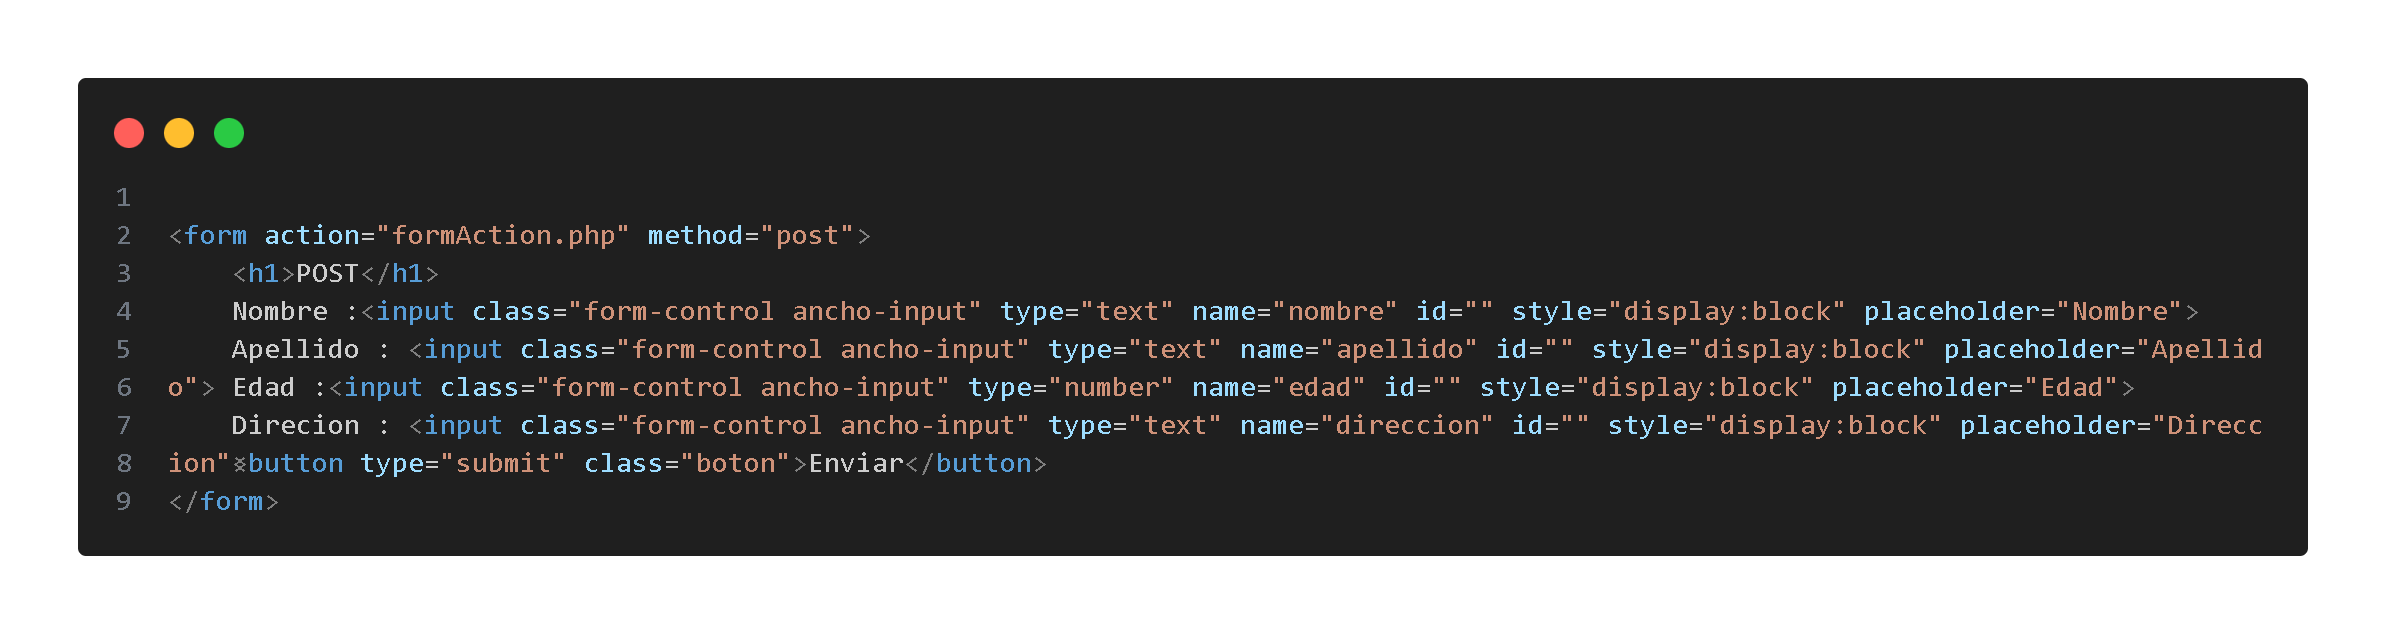 1
2 <form action="formAction.php" method="post">
3     <h1>POST</h1>
4     Nombre :<input class="form-control ancho-input" type="text" name="nombre" id="" style="display:block" placeholder="Nombre">
5     Apellido : <input class="form-control ancho-input" type="text" name="apellido" id="" style="display:block" placeholder="Apellid
6 o"> Edad :<input class="form-control ancho-input" type="number" name="edad" id="" style="display:block" placeholder="Edad">
7     Direcion : <input class="form-control ancho-input" type="text" name="direccion" id="" style="display:block" placeholder="Direcc
8 ion"><button type="submit" class="boton">Enviar</button>
9 </form>